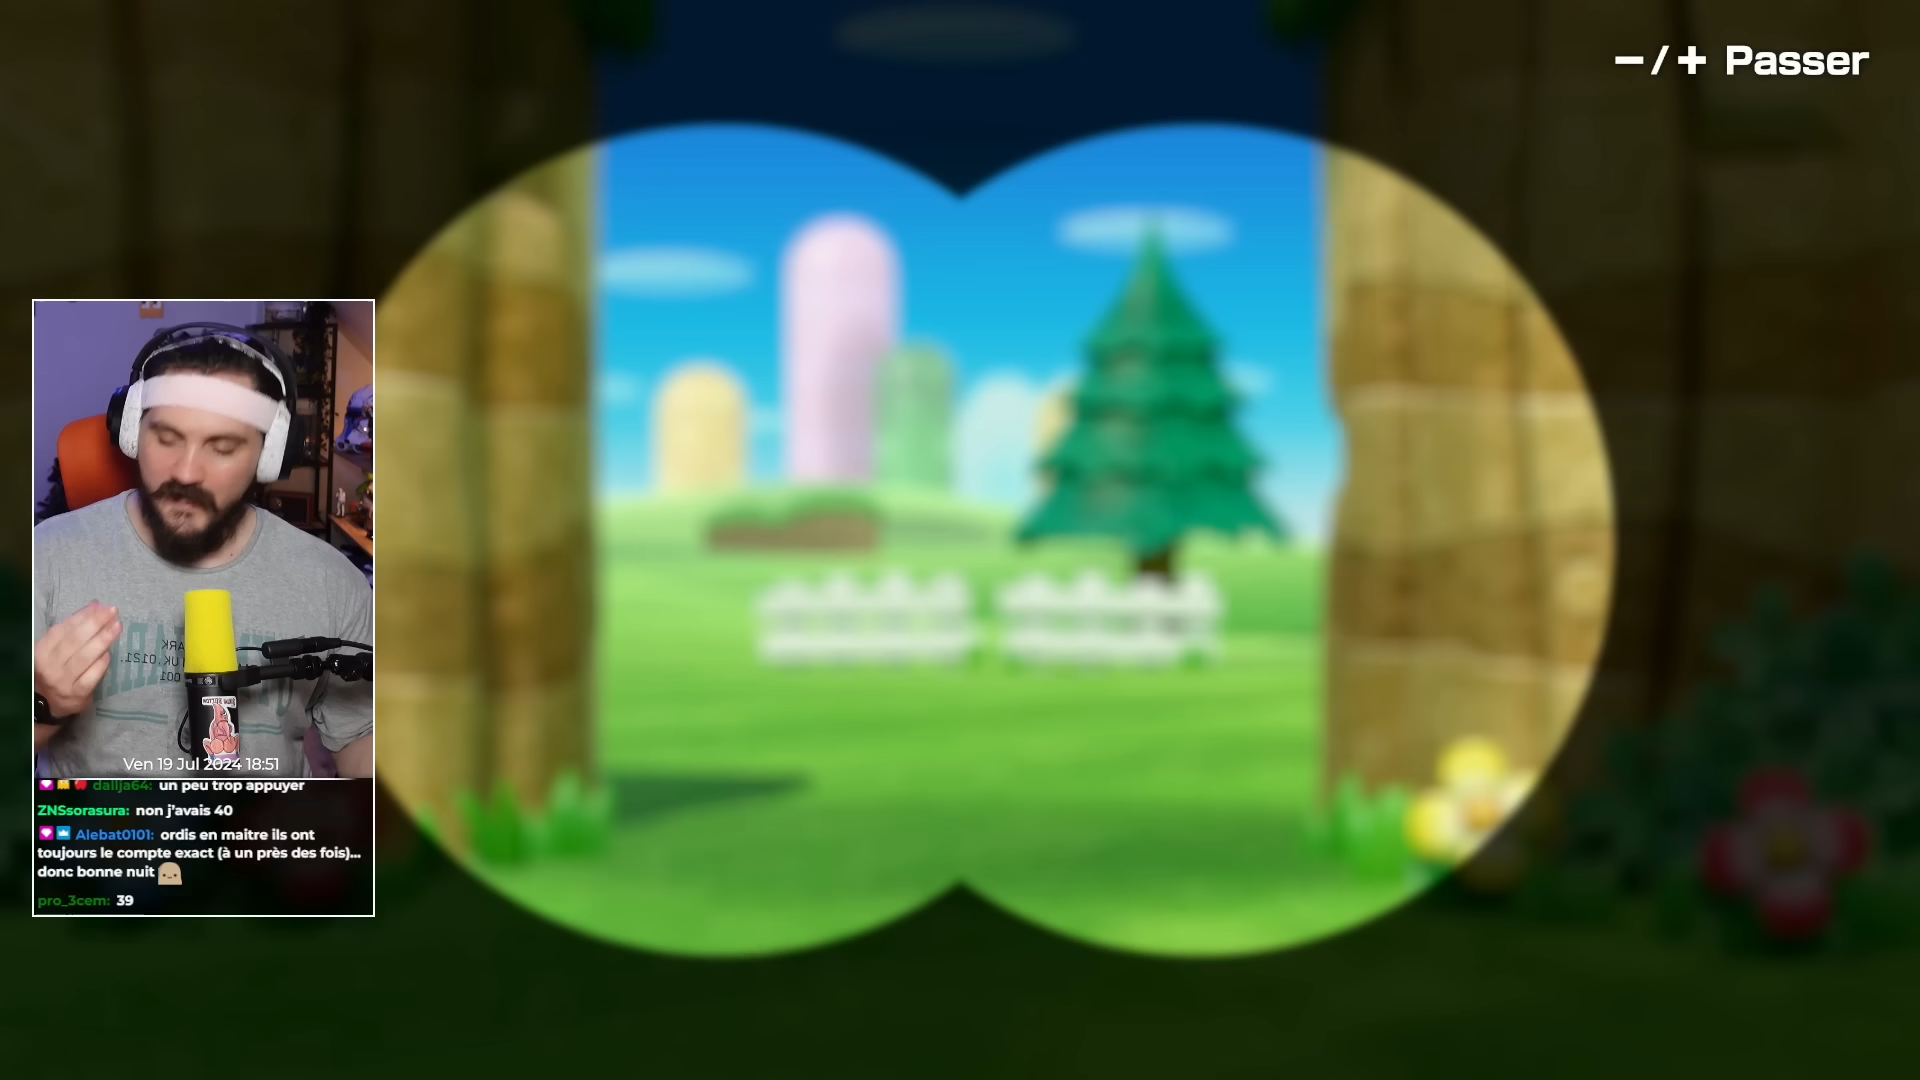 −/+ Passer
Ven 19 Jul 2024 18:51
dallja64: un peu trop appuyer
ZNSsorasura: non j'avais 40
Alebat0101: ordis en maitre ils ont
toujours le compte exact (à un près des fois)...
donc bonne nuit
pro_3cem: 39